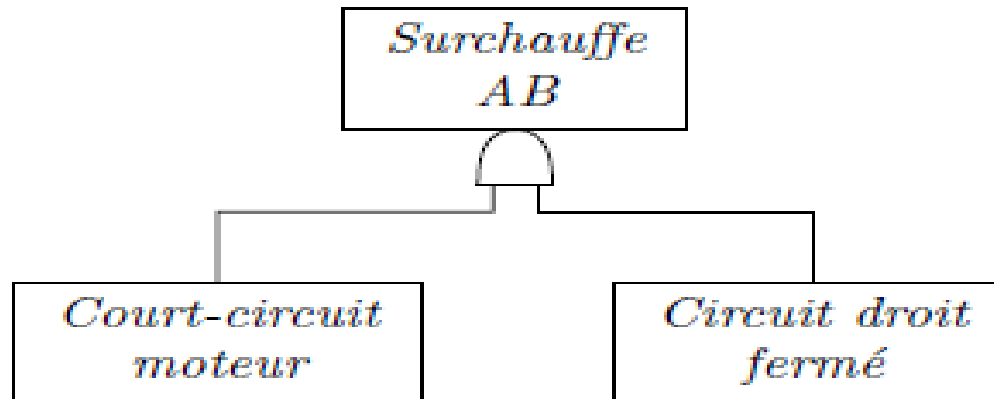 Surchauffe
AB
Court-circuit
moteur
Circuit droit
fermé